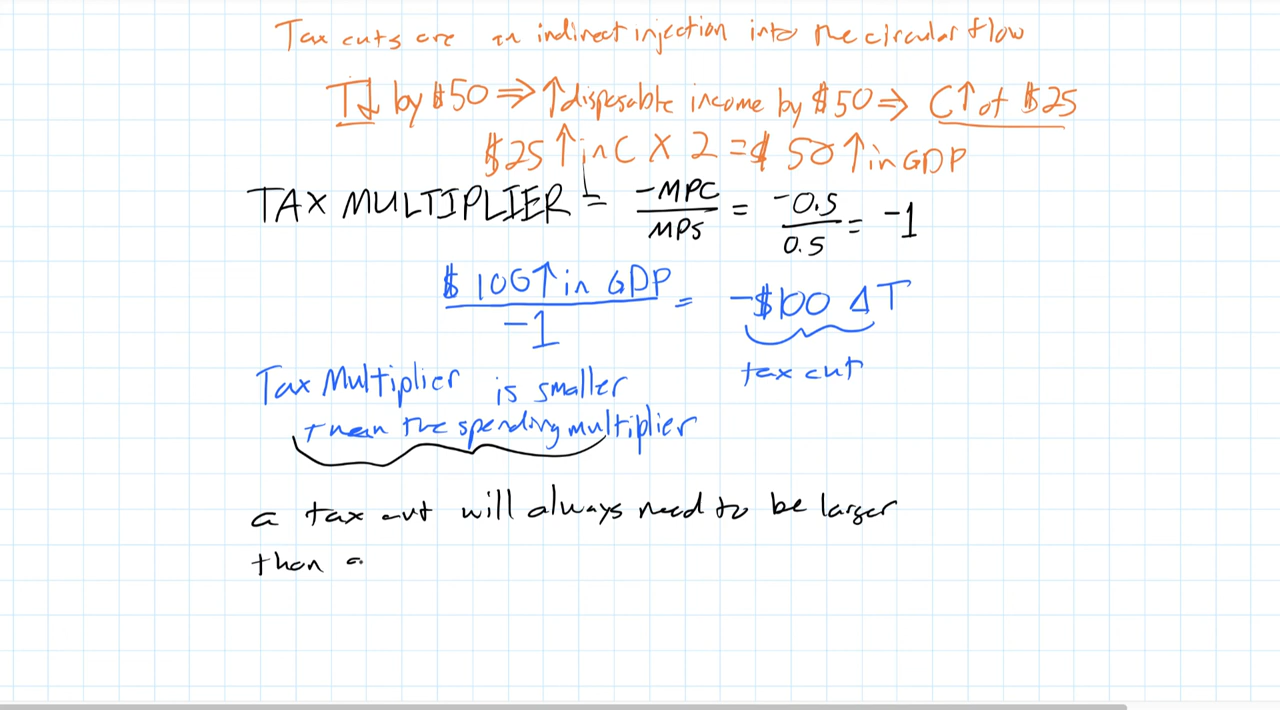 Tax cuts are an indirect injection into the circular flow
T↓ by $50 ⇒ ↑ disposable income by $50 ⇒ C↑ of $25
$25 ↑ in C X 2 = $50 ↑ in GDP
TAX MULTIPLIER = -MPC/MPS = -0.5/0.5 = -1
$100 ↑ in GDP / -1 = -$100 ΔT
tax cut
Tax Multiplier is smaller
than the spending multiplier
a tax cut will always need to be larger
than a